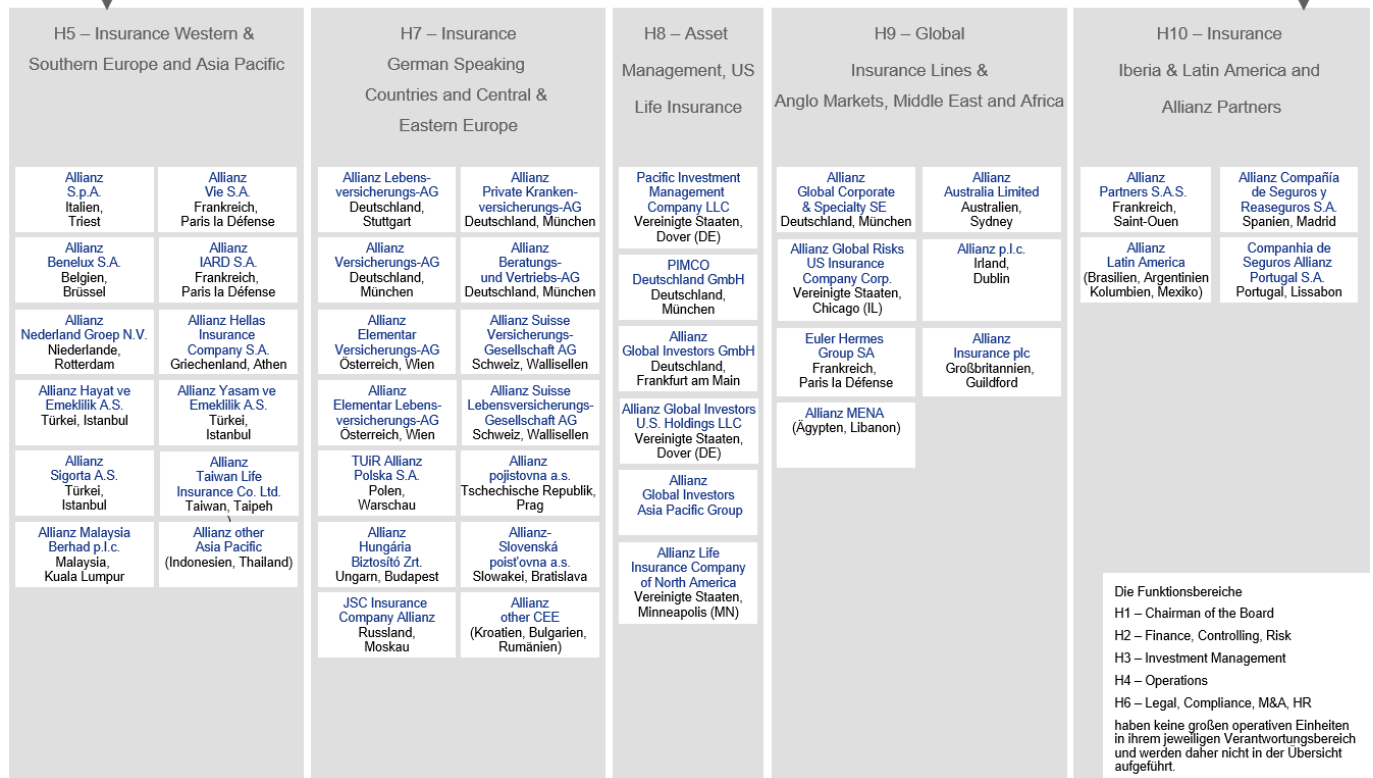 H5 – Insurance Western &
Southern Europe and Asia Pacific
Allianz
S.p.A.
Italien,
Triest
Allianz
Vie S.A.
Frankreich,
Paris la Défense
Allianz
Benelux S.A.
Belgien,
Brüssel
Allianz
IARD S.A.
Frankreich,
Paris la Défense
Allianz
Nederland Groep N.V.
Niederlande,
Rotterdam
Allianz Hellas
Insurance
Company S.A.
Griechenland, Athen
Allianz Hayat ve
Emeklilik A.S.
Türkei, Istanbul
Allianz Yasam ve
Emeklilik A.S.
Türkei,
Istanbul
Allianz
Sigorta A.S.
Türkei,
Istanbul
Allianz
Taiwan Life
Insurance Co. Ltd.
Taiwan, Taipeh
Allianz Malaysia
Berhad p.l.c.
Malaysia,
Kuala Lumpur
Allianz other
Asia Pacific
(Indonesien, Thailand)
H7 – Insurance
German Speaking
Countries and Central &
Eastern Europe
Allianz Lebens-
versicherungs-AG
Deutschland,
Stuttgart
Allianz
Private Kranken-
versicherungs-AG
Deutschland, München
Allianz
Versicherungs-AG
Deutschland,
München
Allianz
Beratungs-
und Vertriebs-AG
Deutschland, München
Allianz
Elementar
Versicherungs-AG
Österreich, Wien
Allianz Suisse
Versicherungs-
Gesellschaft AG
Schweiz, Wallisellen
Allianz
Elementar Lebens-
versicherungs-AG
Österreich, Wien
Allianz Suisse
Lebensversicherungs-
Gesellschaft AG
Schweiz, Wallisellen
TUiR Allianz
Polska S.A.
Polen,
Warschau
Allianz
pojistovna a.s.
Tschechische Republik,
Prag
Allianz
Hungária
Biztosító Zrt.
Ungarn, Budapest
Allianz-
Slovenská
poist'ovna a.s.
Slowakei, Bratislava
JSC Insurance
Company Allianz
Russland,
Moskau
Allianz
other CEE
(Kroatien, Bulgarien,
Rumänien)
H8 – Asset
Management, US
Life Insurance
Pacific Investment
Management
Company LLC
Vereinigte Staaten,
Dover (DE)
PIMCO
Deutschland GmbH
Deutschland,
München
Allianz
Global Investors GmbH
Deutschland,
Frankfurt am Main
Allianz Global Investors
U.S. Holdings LLC
Vereinigte Staaten,
Dover (DE)
Allianz
Global Investors
Asia Pacific Group
Allianz Life
Insurance Company
of North America
Vereinigte Staaten,
Minneapolis (MN)
H9 – Global
Insurance Lines &
Anglo Markets, Middle East and Africa
Allianz
Global Corporate
& Specialty SE
Deutschland, München
Allianz
Australia Limited
Australien,
Sydney
Allianz Global Risks
US Insurance
Company Corp.
Vereinigte Staaten,
Chicago (IL)
Allianz p.l.c.
Irland,
Dublin
Euler Hermes
Group SA
Frankreich,
Paris la Défense
Allianz
Insurance plc
Großbritannien,
Guildford
Allianz MENA
(Ägypten, Libanon)
H10 – Insurance
Iberia & Latin America and
Allianz Partners
Allianz
Partners S.A.S.
Frankreich,
Saint-Ouen
Allianz Compañía
de Seguros y
Reaseguros S.A.
Spanien, Madrid
Allianz
Latin America
(Brasilien, Argentinien
Kolumbien, Mexiko)
Companhia de
Seguros Allianz
Portugal S.A.
Portugal, Lissabon
Die Funktionsbereiche
H1 – Chairman of the Board
H2 – Finance, Controlling, Risk
H3 – Investment Management
H4 – Operations
H6 – Legal, Compliance, M&A, HR
haben keine großen operativen Einheiten
in ihrem jeweiligen Verantwortungsbereich
und werden daher nicht in der Übersicht
aufgeführt.